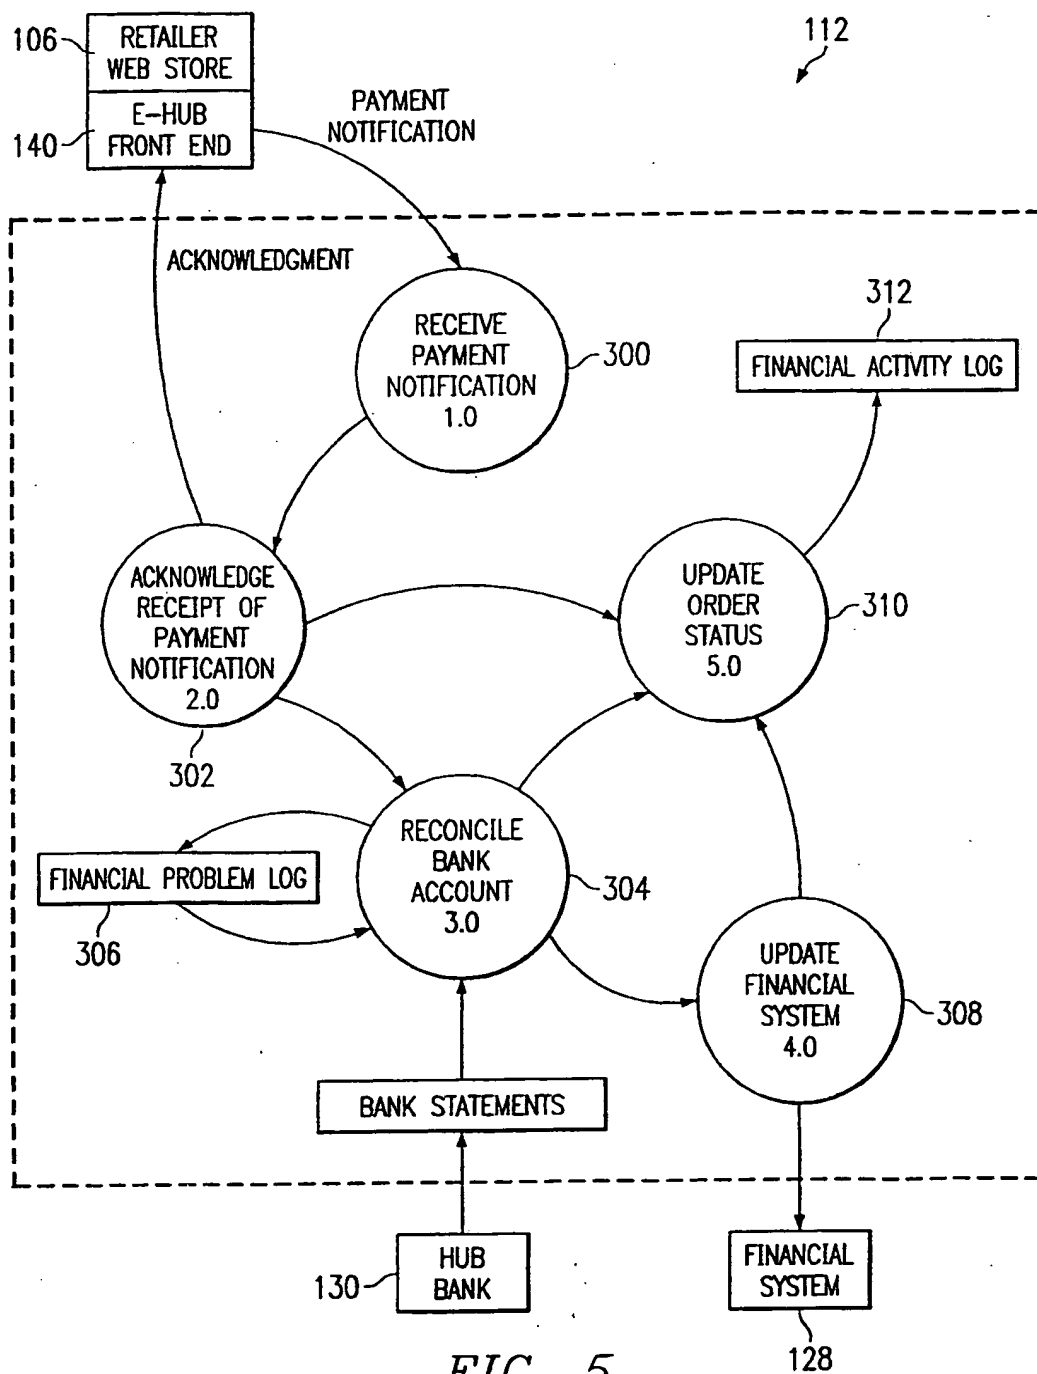 106
RETAILER
WEB STORE
112
140
E-HUB
FRONT END
PAYMENT
NOTIFICATION
ACKNOWLEDGMENT
RECEIVE
PAYMENT
NOTIFICATION
1.0
300
312
FINANCIAL ACTIVITY LOG
ACKNOWLEDGE
RECEIPT OF
PAYMENT
NOTIFICATION
2.0
302
UPDATE
ORDER
STATUS
5.0
310
FINANCIAL PROBLEM LOG
306
RECONCILE
BANK
ACCOUNT
3.0
304
UPDATE
FINANCIAL
SYSTEM
4.0
308
BANK STATEMENTS
130
HUB
BANK
FINANCIAL
SYSTEM
128
FIG. 5